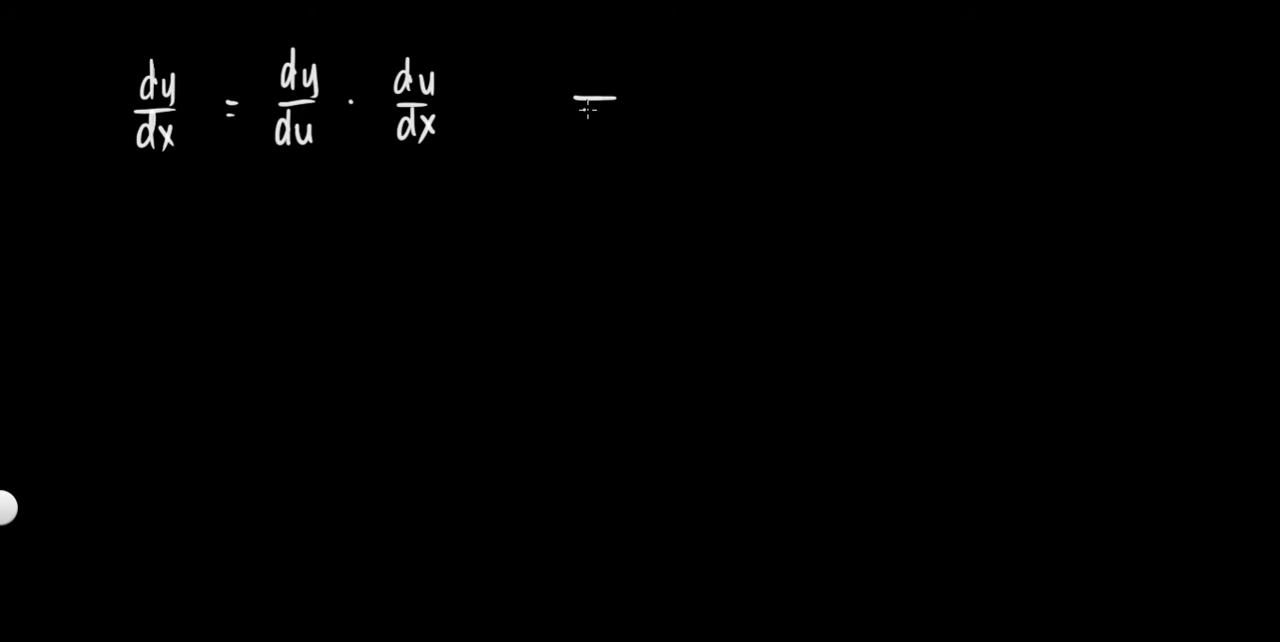 dy/dx = dy/du · du/dx